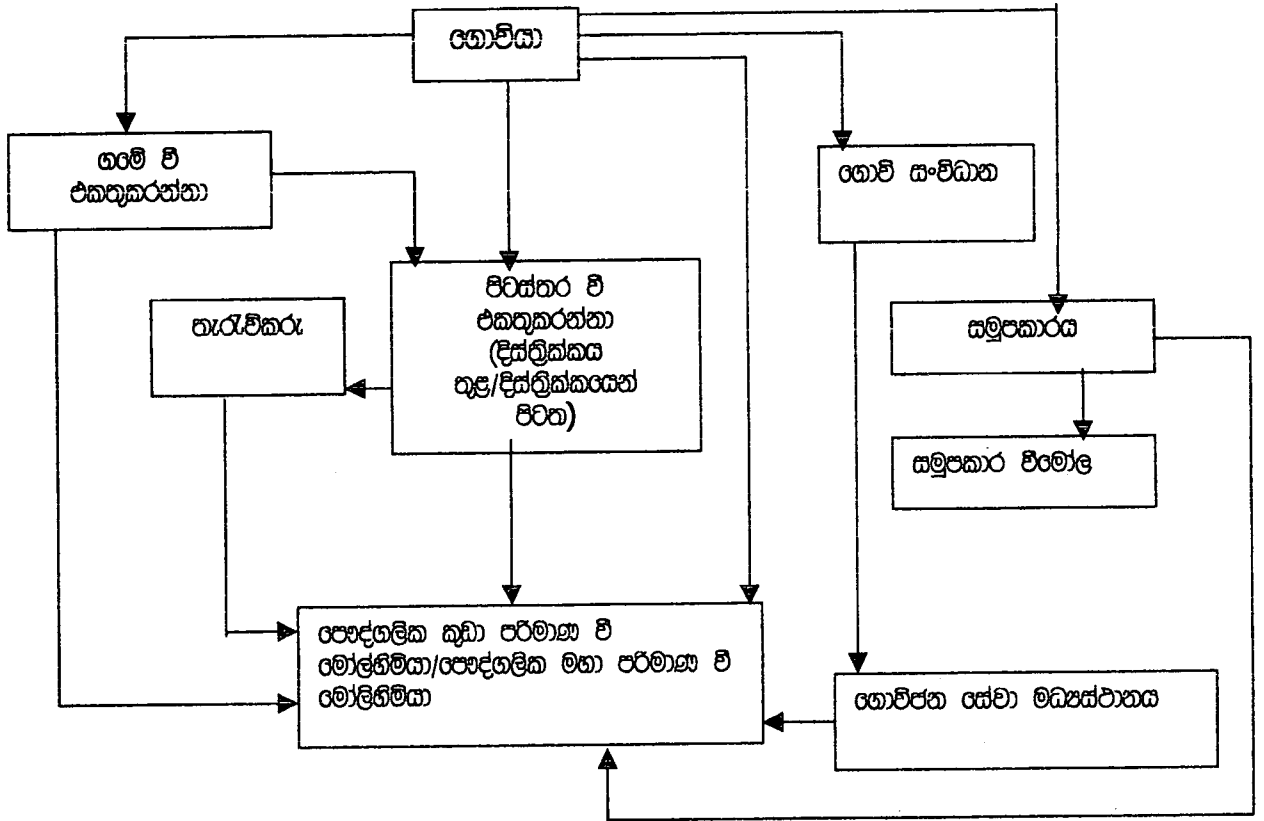 ගොවියා
ගමේ වී
එකතුකරන්නා
ගොවි සංවිධාන
පිටස්තර වී
එකතුකරන්නා
(දිස්ත්‍රික්කය
තුළ/දිස්ත්‍රික්කයෙන්
පිටත)
තැරැව්කරු
සමූපකාරය
සමූපකාර වීමෝල
පෞද්ගලික කුඩා පරිමාණ වී
මෝල්හිමියා/පෞද්ගලික මහා පරිමාණ වී
මෝලිහිමියා
ගොවිජන සේවා මධ්‍යස්ථානය